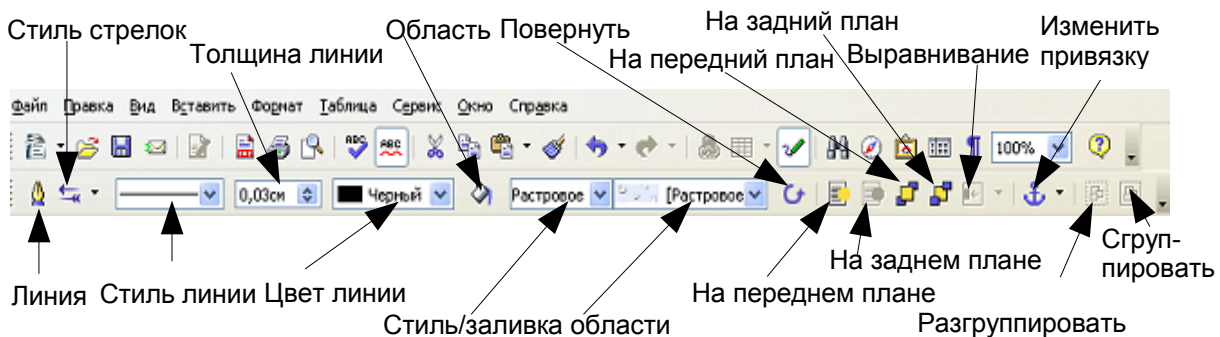 Стиль стрелок
Толщина линии
Область
Повернуть
На задний план
На передний план
Выравнивание
Изменить
привязку
Файл Правка Вид Вставить Формат Таблица Сервис Окно Справка
ABC
ABC
100%
0,03см
Черный
Растровое
[Растровое
Линия
Стиль линии
Цвет линии
Стиль/заливка области
На переднем плане
На заднем плане
Разгруппировать
Сгруп-
пировать